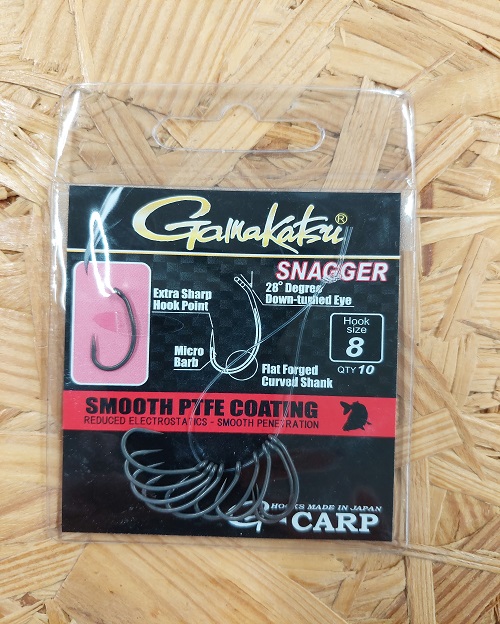 Gamakatsu®
SNAGGER
28° Degree
Down-turned Eye
Extra Sharp
Hook Point
Hook
size
8
QTY 10
Micro
Barb
Flat Forged
Curved Shank
SMOOTH PTFE COATING
REDUCED ELECTROSTATICS - SMOOTH PENETRATION
HOOKS MADE IN JAPAN
CARP